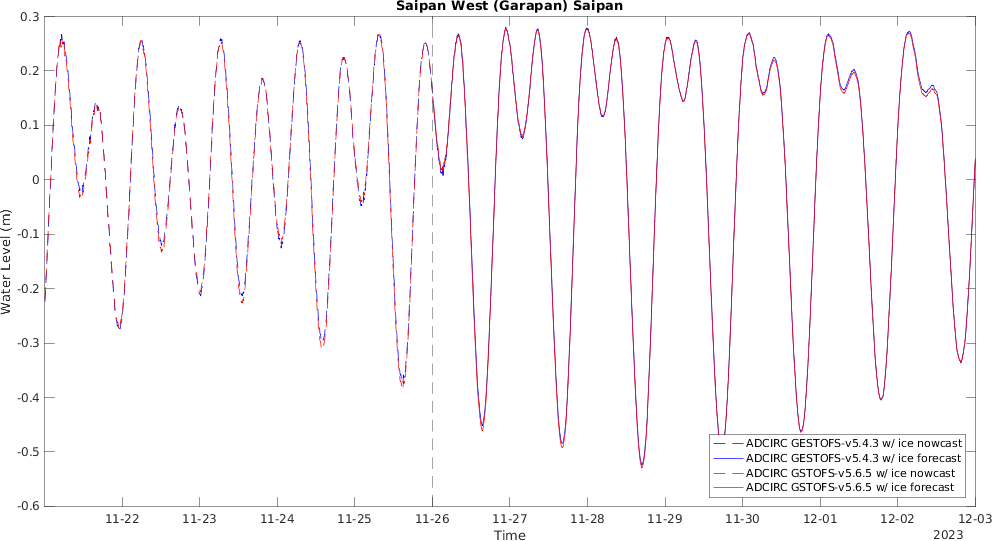 Saipan West (Garapan) Saipan
0.3
0.2
0.1
0
-0.1
-0.2
-0.3
-0.4
-0.5
-0.6
Water Level (m)
ADCIRC GESTOFS-v5.4.3 w/ ice nowcast
ADCIRC GESTOFS-v5.4.3 w/ ice forecast
ADCIRC GSTOFS-v5.6.5 w/ ice nowcast
ADCIRC GSTOFS-v5.6.5 w/ ice forecast
11-22 11-23 11-24 11-25 11-26 11-27 11-28 11-29 11-30 12-01 12-02 12-03
Time
2023